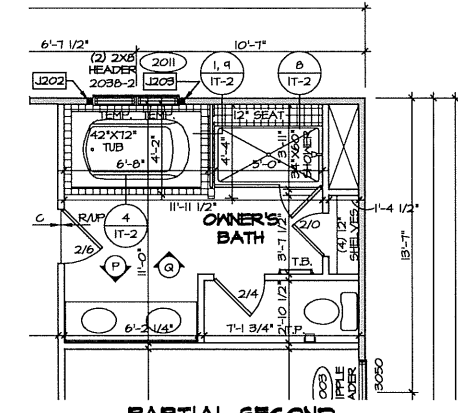 6'-7 1/2"
10'-7"
(2) 2X8
HEADER
2038-2
2011
1, 9
IT-2
8
IT-2
J202
J203
TEMP.
TEMP.
12" SEAT
42"X72"
TUB
6'-8"
4'-2"
4'-4"
3'-11"
5'-0"
34"X60"
SHOWER
11'-11 1/2"
1'-4 1/2"
C
R/UP
4
IT-2
OWNER'S
BATH
2/0
(4) 12"
SHELVES
13'-7"
2/6
P
Q
11'-0"
3'-7 1/2"
T.B.
2/4
6'-2 1/4"
7'-1 3/4"
2'-10 1/2"
T.P.
3050
PARTIAL SECOND